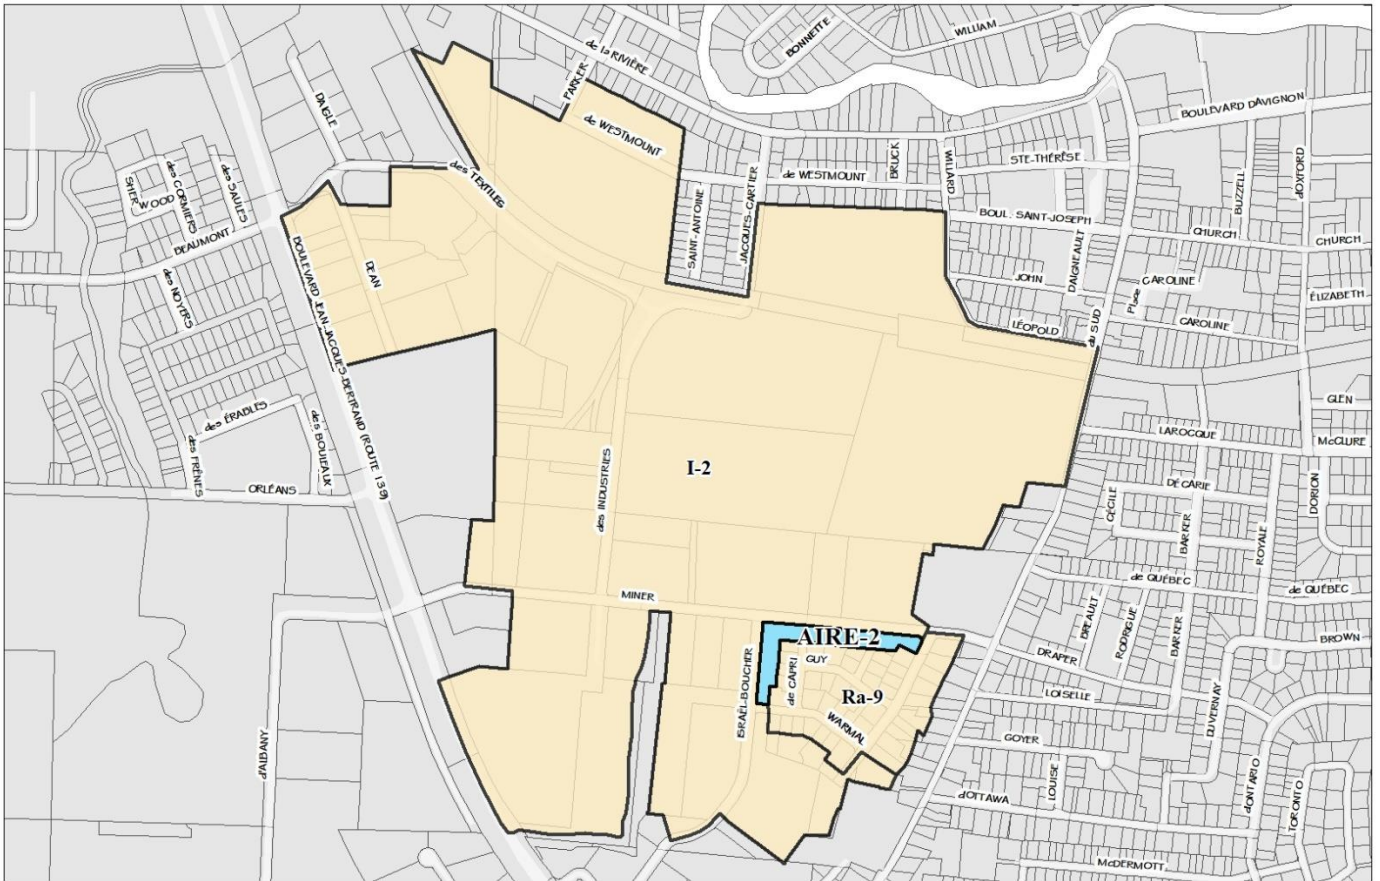 WILLIAM
BONNETTE
de la RIVIÈRE
PARKER
DAIGLE
BOULEVARD DAVIGNON
de WESTMOUNT
des TEXTILES
BRUCK
WILLARD
STE-THÉRÈSE
de WESTMOUNT
dOXFORD
BUZZELL
SHER
WOOD
des CORMIERS
des SAULES
SAINT-ANTOINE
JACQUES-CARTIER
BOUL. SAINT-JOSEPH
CHURCH
CHURCH
BEAUMONT
des NOYERS
DEAN
BOULEVARD JEAN-JACQUES-BERTRAND (ROUTE 139)
JOHN
DAIGNEAULT
Place
CAROLINE
ÉLIZABETH
LÉOPOLD
du SUD
CAROLINE
des ÉRABLES
des BOULEAUX
des FRÊNES
ORLÉANS
GLEN
LAROCQUE
McCLURE
I-2
des INDUSTRIES
CÉCILE
DÉCARIE
BARKER
ROYALE
DORION
de QUÉBEC
de QUÉBEC
MINER
AIRE-2
BRÉAULT
RODRIGUE
BARKER
BROWN
ISRAËL-BOUCHER
de CAPRI
GUY
DRAPER
Ra-9
LOISELLE
DUVERNAY
WARMAL
GOYER
d'ALBANY
LOUISE
dOTTAWA
dONTARIO
TORONTO
McDERMOTT